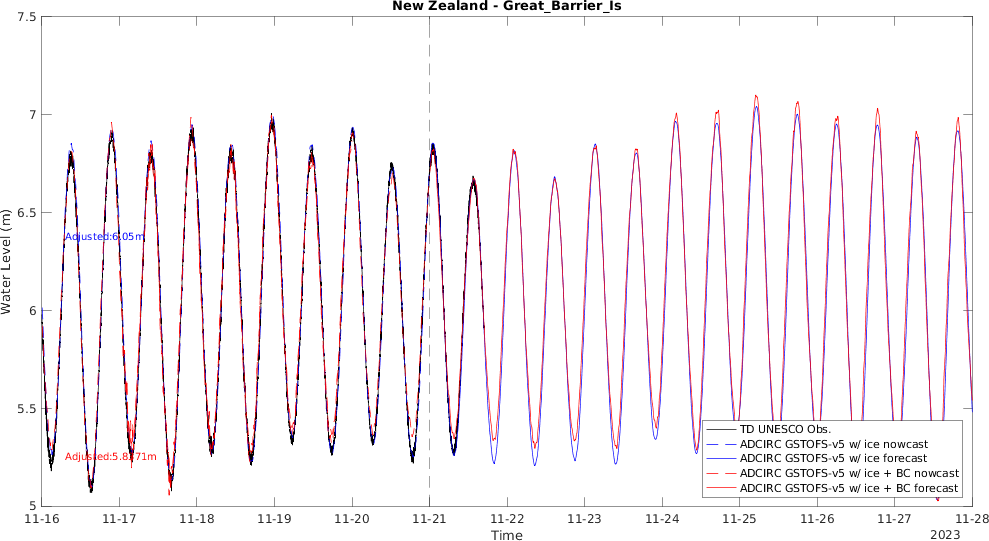 New Zealand - Great_Barrier_Is
7.5
7
6.5
6
5.5
5
Water Level (m)
Adjusted:6.05m
TD UNESCO Obs.
ADCIRC GSTOFS-v5 w/ ice nowcast
ADCIRC GSTOFS-v5 w/ ice forecast
ADCIRC GSTOFS-v5 w/ ice + BC nowcast
ADCIRC GSTOFS-v5 w/ ice + BC forecast
11-16
11-17
11-18
11-19
11-20
11-21
11-22
11-23
11-24
11-25
11-26
11-27
11-28
Time
2023